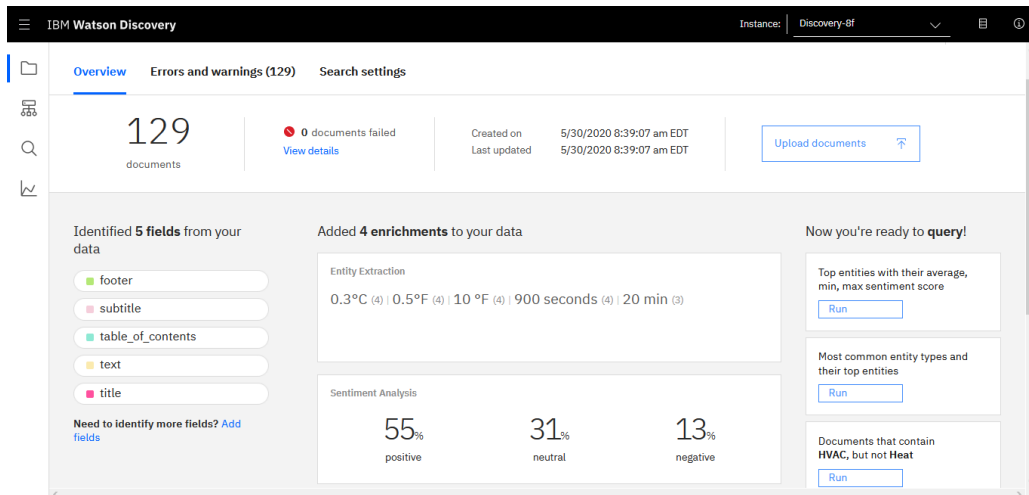 IBM Watson Discovery
Instance: Discovery-8f
Overview Errors and warnings (129) Search settings
129
documents
0 documents failed
View details
Created on 5/30/2020 8:39:07 am EDT
Last updated 5/30/2020 8:39:07 am EDT
Upload documents
Identified 5 fields from your
data
footer
subtitle
table_of_contents
text
title
Need to identify more fields? Add
fields
Added 4 enrichments to your data
Entity Extraction
0.3°C (4) | 0.5°F (4) | 10 °F (4) | 900 seconds (4) | 20 min (3)
Sentiment Analysis
55% 31% 13%
positive neutral negative
Now you're ready to query!
Top entities with their average,
min, max sentiment score
Run
Most common entity types and
their top entities
Run
Documents that contain
HVAC, but not Heat
Run